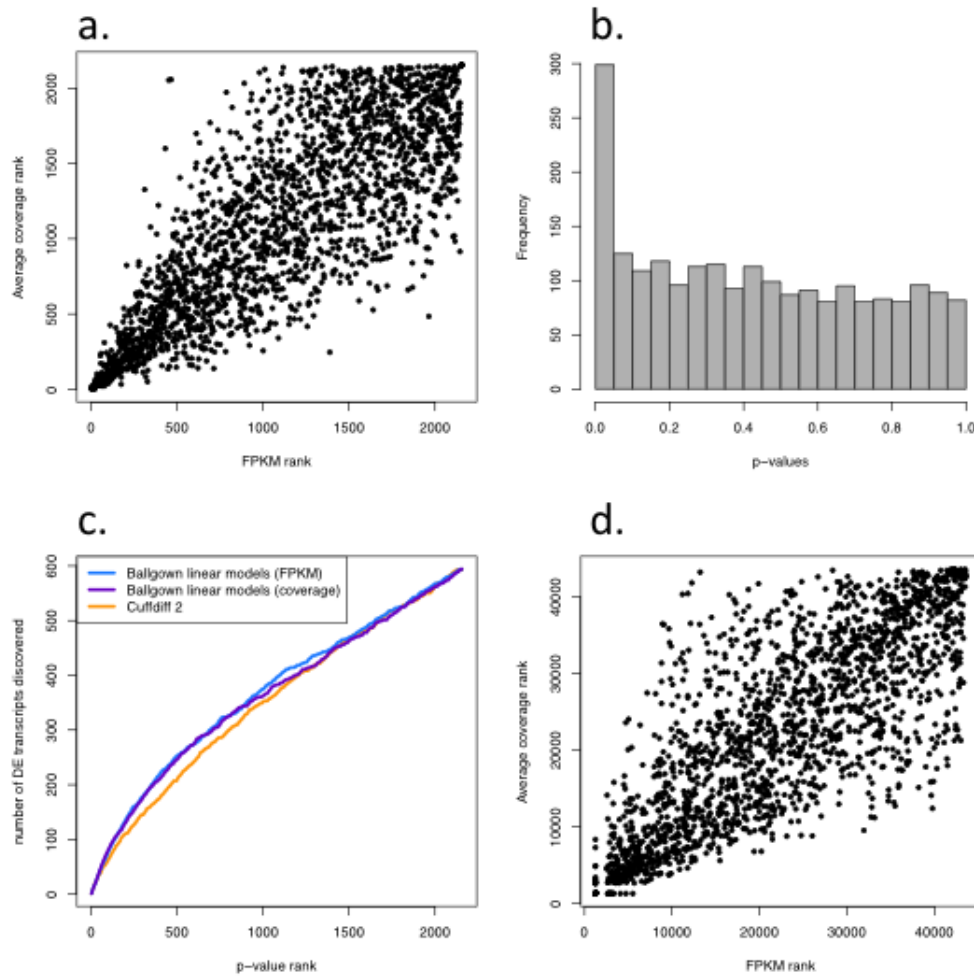 a.
2000
1500
1000
500
0
Average coverage rank
0 500 1000 1500 2000
FPKM rank
b.
300
250
200
150
100
50
0
Frequency
0.0 0.2 0.4 0.6 0.8 1.0
p-values
c.
Ballgown linear models (FPKM)
Ballgown linear models (coverage)
Cuffdiff 2
600
500
400
300
200
100
0
number of DE transcripts discovered
0 500 1000 1500 2000
p-value rank
d.
40000
30000
20000
10000
0
Average coverage rank
0 10000 20000 30000 40000
FPKM rank